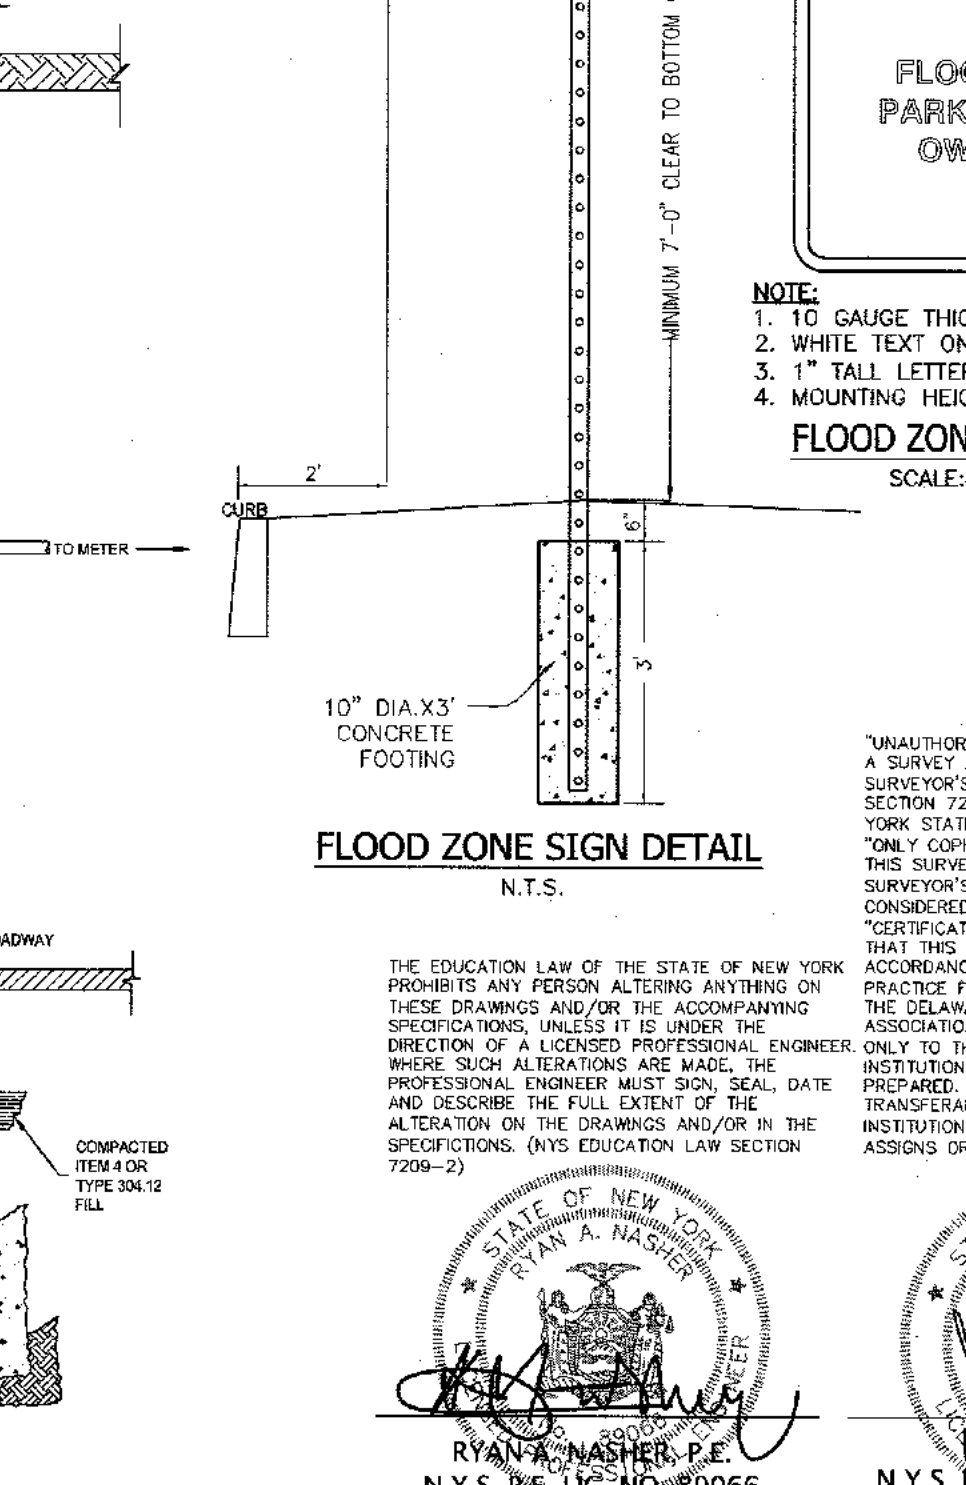 MINIMUM 7'-0" CLEAR TO BOTTOM
FLOO
PARK
OW
NOTE:
1. 10 GAUGE THIC
2. WHITE TEXT ON
3. 1" TALL LETTER
4. MOUNTING HEIG
FLOOD ZON
SCALE:
2'
CURB
TO METER
6"
3'
10" DIA.X3'
CONCRETE
FOOTING
FLOOD ZONE SIGN DETAIL
N.T.S.
ADWAY
COMPACTED
ITEM 4 OR
TYPE 304.12
FILL
THE EDUCATION LAW OF THE STATE OF NEW YORK
PROHIBITS ANY PERSON ALTERING ANYTHING ON
THESE DRAWINGS AND/OR THE ACCOMPANYING
SPECIFICATIONS, UNLESS IT IS UNDER THE
DIRECTION OF A LICENSED PROFESSIONAL ENGINEER.
WHERE SUCH ALTERATIONS ARE MADE, THE
PROFESSIONAL ENGINEER MUST SIGN, SEAL, DATE
AND DESCRIBE THE FULL EXTENT OF THE
ALTERATION ON THE DRAWINGS AND/OR IN THE
SPECIFICTIONS. (NYS EDUCATION LAW SECTION
7209-2)
"UNAUTHOR
A SURVEY
SURVEYOR'S
SECTION 72
YORK STAT
"ONLY COPI
THIS SURVE
SURVEYOR'S
CONSIDERED
"CERTIFICAT
THAT THIS
ACCORDANC
PRACTICE F
THE DELAW
ASSOCIATIO
ONLY TO TH
INSTITUTION
PREPARED.
TRANSFERA
INSTITUTION
ASSIGNS OR
STATE OF NEW YORK
RYAN A. NASHER
PROFESSIONAL ENGINEER
RYAN A. NASHER, P.E.
N.Y.S. P.E. LIC. NO. 89066
N.Y.S.